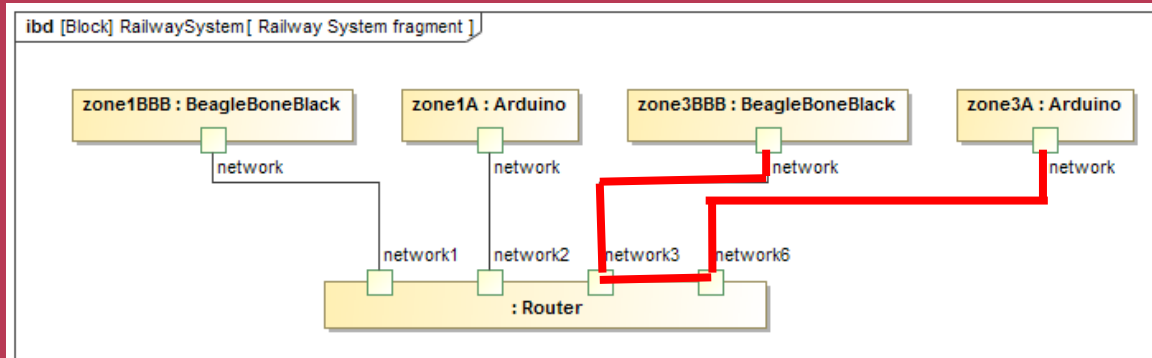 ibd [Block] RailwaySystem[ Railway System fragment ]
zone1BBB : BeagleBoneBlack
zone1A : Arduino
zone3BBB : BeagleBoneBlack
zone3A : Arduino
network
network
network
network
network1
network2
network3
network6
: Router